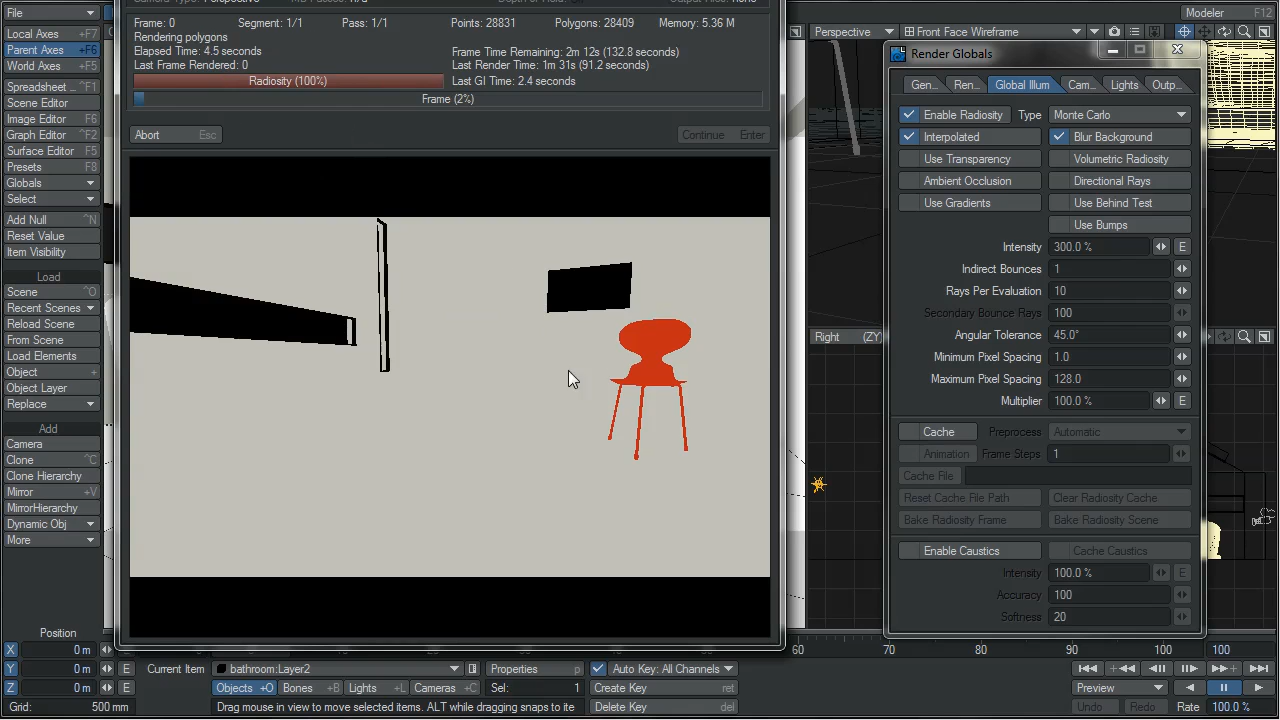 File
Local Axes +F7
Parent Axes +F6
World Axes +F5
Spreadsheet ... ^F1
Scene Editor
Image Editor F6
Graph Editor ^F2
Surface Editor F5
Presets F8
Globals
Select
Add Null ^N
Reset Value
Item Visibility
Load
Scene ^O
Recent Scenes
Reload Scene
From Scene
Load Elements
Object +
Object Layer
Replace
Add
Camera
Clone ^C
Clone Hierarchy
Mirror +V
MirrorHierarchy
Dynamic Obj
More
Frame: 0 Segment: 1/1 Pass: 1/1 Points: 28831 Polygons: 28409 Memory: 5.36 M
Rendering polygons
Elapsed Time: 4.5 seconds
Last Frame Rendered: 0
Frame Time Remaining: 2m 12s (132.8 seconds)
Last Render Time: 1m 31s (91.2 seconds)
Radiosity (100%) Last GI Time: 2.4 seconds
Frame (2%)
Abort Esc Continue Enter
Perspective Front Face Wireframe
Modeler F12
Right (ZY)
Render Globals
Gen... Ren... Global Illum Cam... Lights Outp...
Enable Radiosity Type Monte Carlo
Interpolated Blur Background
Use Transparency Volumetric Radiosity
Ambient Occlusion Directional Rays
Use Gradients Use Behind Test
Use Bumps
Intensity 300.0 % E
Indirect Bounces 1
Rays Per Evaluation 10
Secondary Bounce Rays 100
Angular Tolerance 45.0°
Minimum Pixel Spacing 1.0
Maximum Pixel Spacing 128.0
Multiplier 100.0 % E
Cache Preprocess Automatic
Animation Frame Steps 1
Cache File
Reset Cache File Path Clear Radiosity Cache
Bake Radiosity Frame Bake Radiosity Scene
Enable Caustics Cache Caustics
Intensity 100.0 % E
Accuracy 100
Softness 20
60 70 80 90 100 100
Position
X 0 m
Y 0 m E
Z 0 m E
Grid: 500 mm
Current Item bathroom:Layer2 Properties p Auto Key: All Channels
Objects +O Bones +B Lights +L Cameras +C Sel: 1 Create Key ret
Drag mouse in view to move selected items. ALT while dragging snaps to ite Delete Key del
Preview
Undo Redo Rate 100.0 %